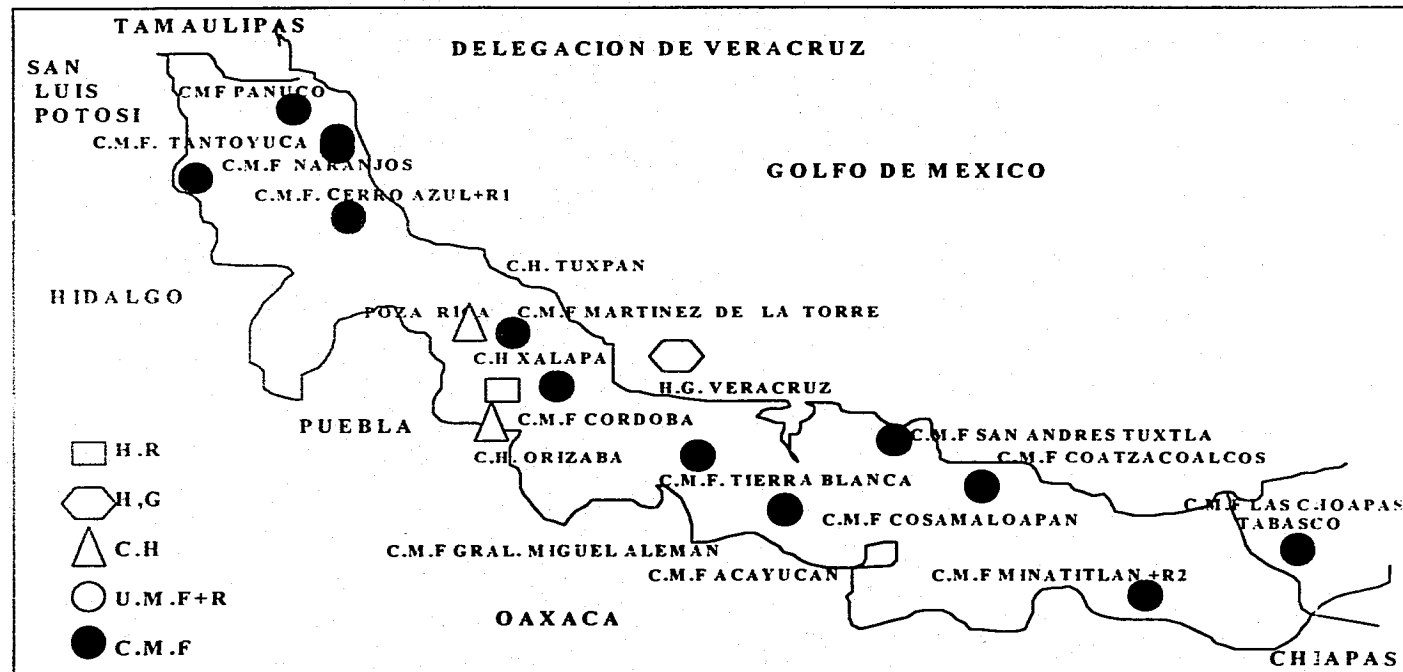 TAMAULIPAS
DELEGACION DE VERACRUZ
SAN
LUIS
POTOSI
CMF PANUCO
C.M.F. TANTOYUCA
C.M.F NARANJOS
GOLFO DE MEXICO
C.M.F. CERRO AZUL+R1
C.H. TUXPAN
HIDALGO
POZA RICA
C.M.F MARTINEZ DE LA TORRE
C.H XALAPA
H.G. VERACRUZ
PUEBLA
C.M.F CORDOBA
C.M.F SAN ANDRES TUXTLA
H.R
C.H. ORIZABA
C.M.F COATZACOALCOS
C.M.F. TIERRA BLANCA
H,G
C.M.F LAS CHOAPAS
TABASCO
C.M.F COSAMALOAPAN
C.H
C.M.F GRAL. MIGUEL ALEMAN
C.M.F ACAYUCAN
C.M.F MINATITLAN +R2
U.M.F+R
OAXACA
C.M.F
CHIAPAS